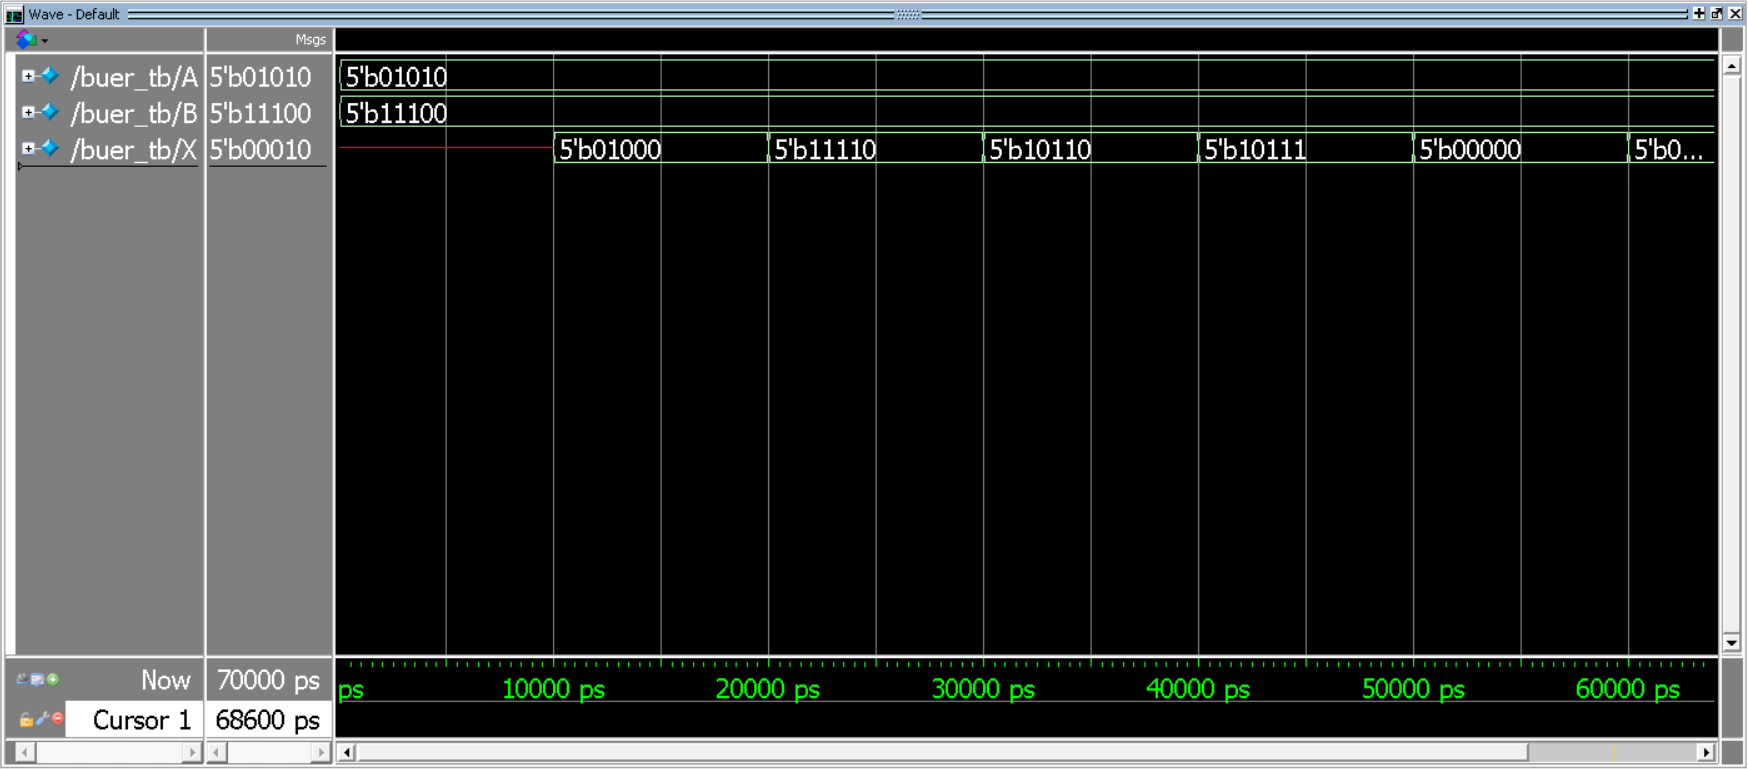 Wave - Default
Msgs
/buer_tb/A 5'b01010 5'b01010
/buer_tb/B 5'b11100 5'b11100
/buer_tb/X 5'b00010 5'b01000 5'b11110 5'b10110 5'b10111 5'b00000 5'b0...
Now 70000 ps ps 10000 ps 20000 ps 30000 ps 40000 ps 50000 ps 60000 ps
Cursor 1 68600 ps